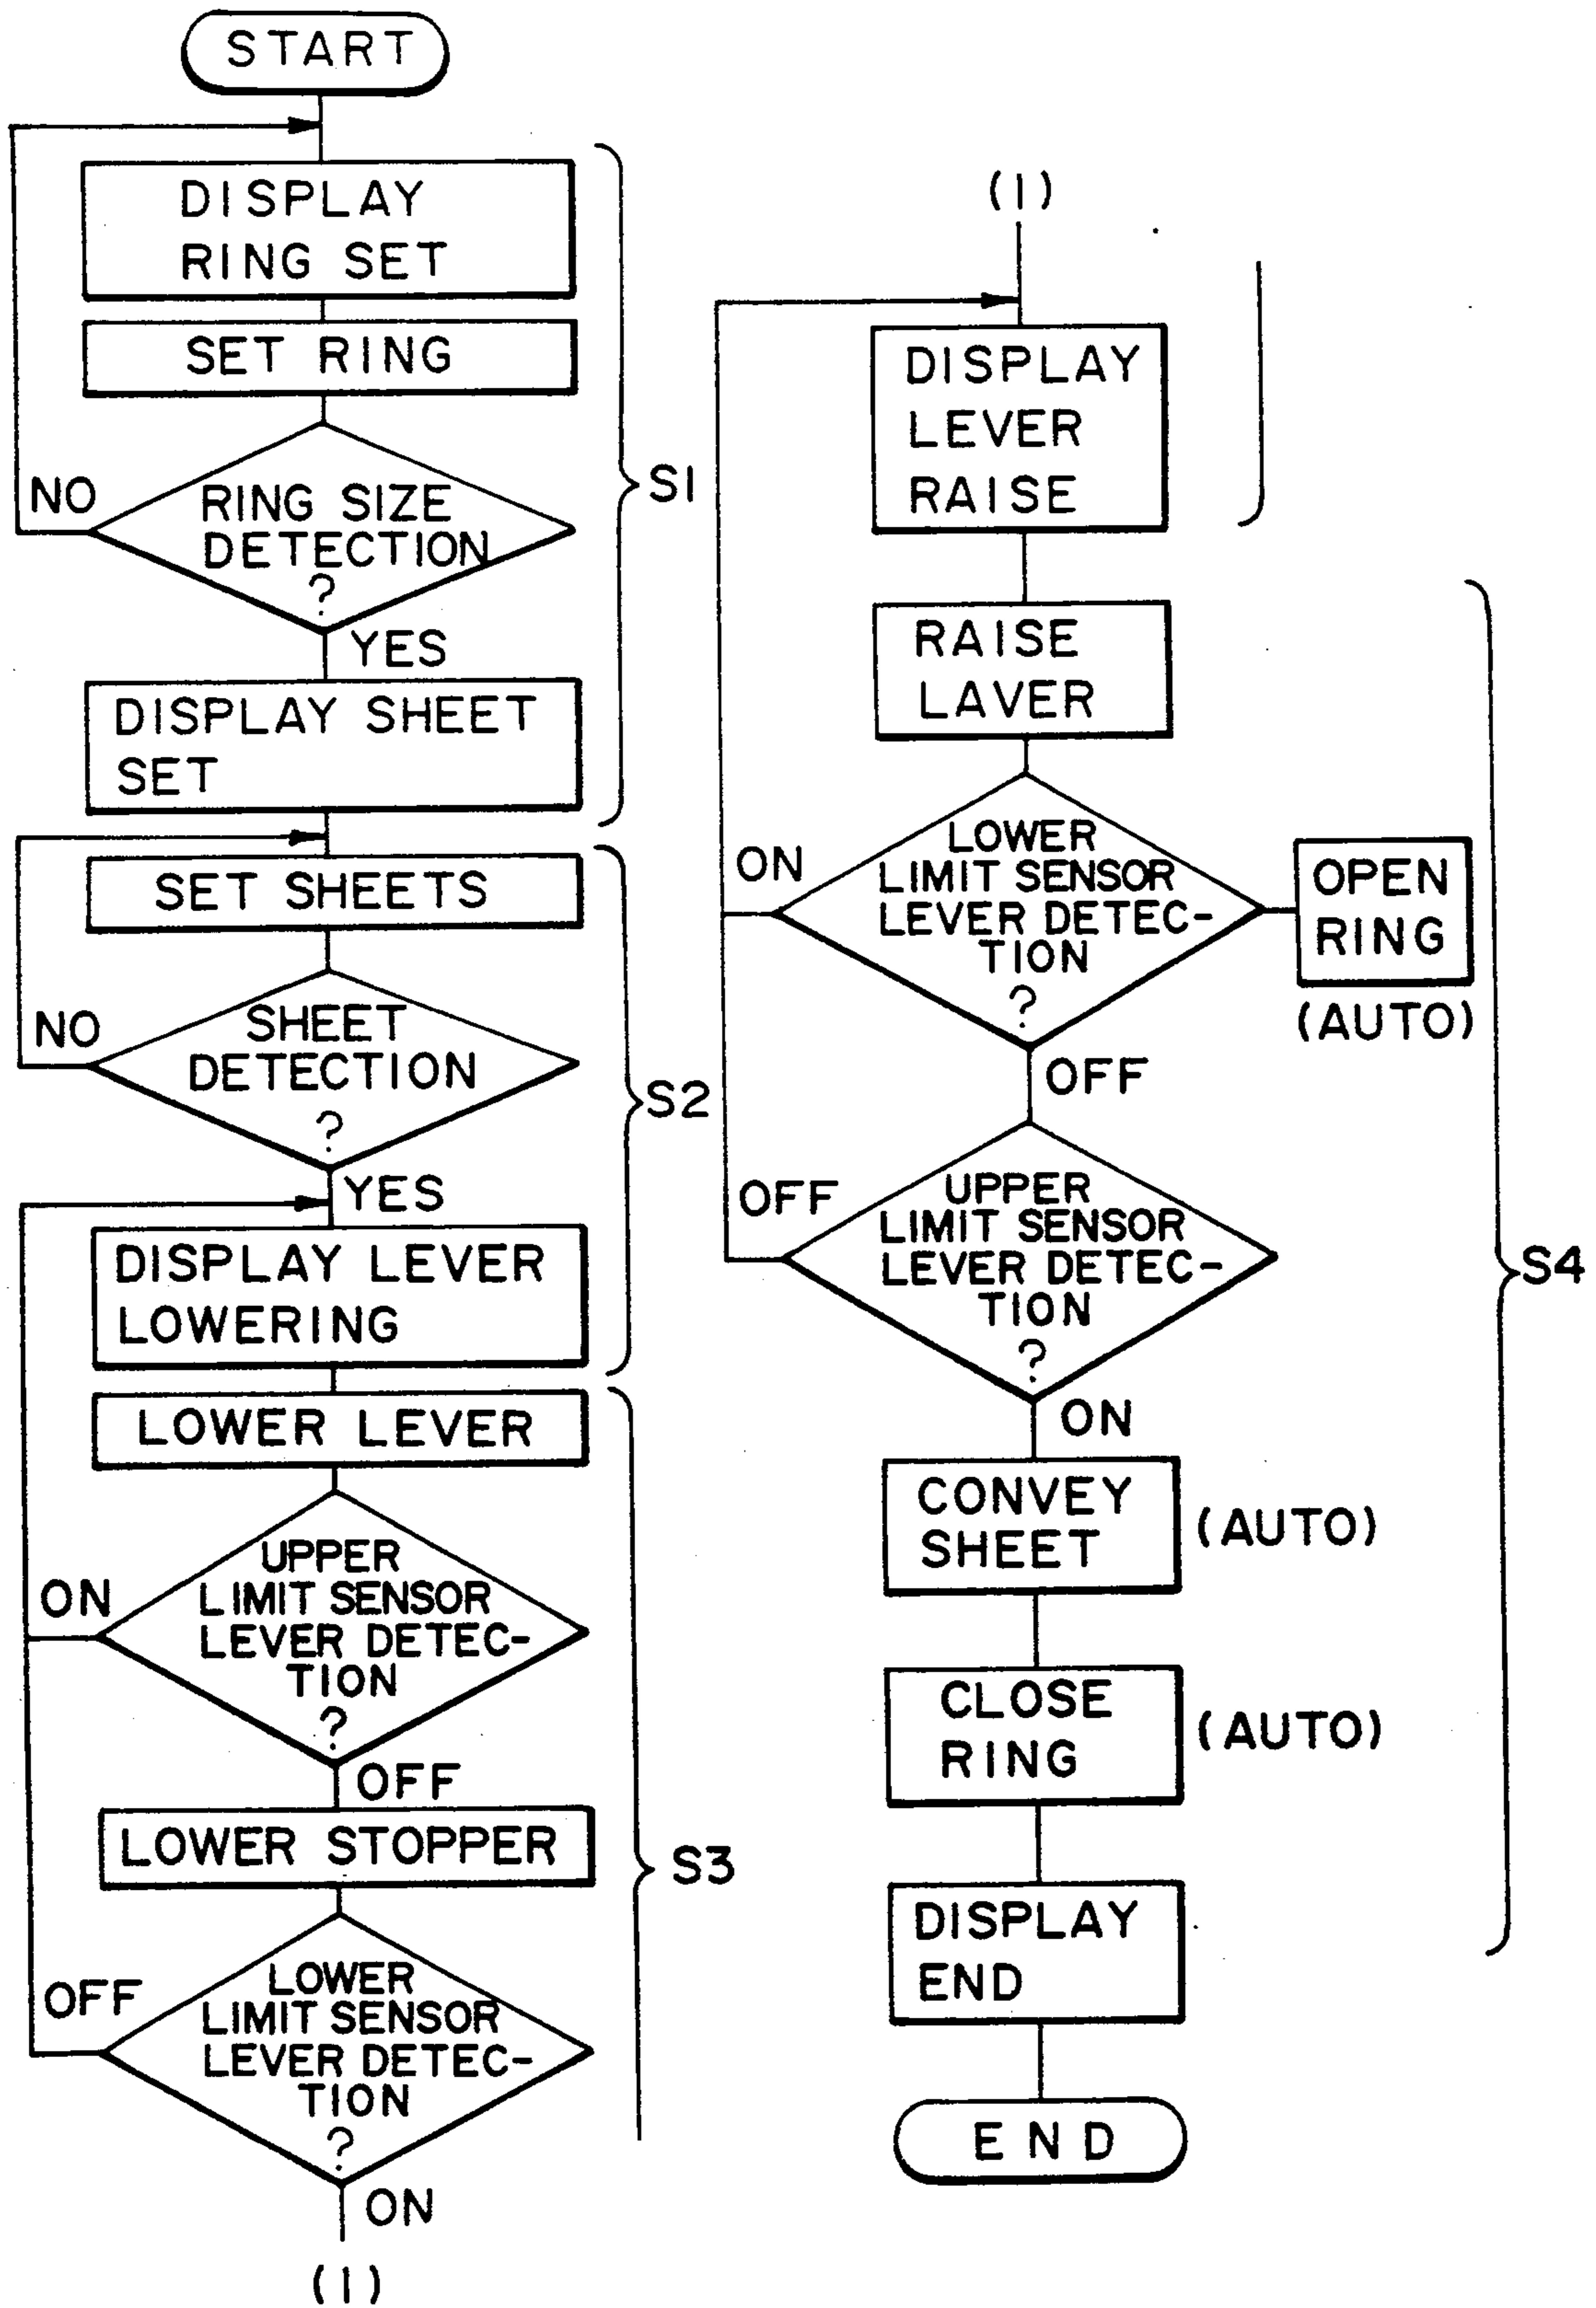 START
DISPLAY
RING SET
SET RING
NO
RING SIZE
DETECTION
?
YES
S1
DISPLAY SHEET
SET
SET SHEETS
NO
SHEET
DETECTION
?
YES
S2
DISPLAY LEVER
LOWERING
LOWER LEVER
ON
UPPER
LIMIT SENSOR
LEVER DETEC-
TION
?
OFF
LOWER STOPPER
S3
OFF
LOWER
LIMIT SENSOR
LEVER DETEC-
TION
?
ON
(1)
(1)
DISPLAY
LEVER
RAISE
RAISE
LAVER
ON
LOWER
LIMIT SENSOR
LEVER DETEC-
TION
?
OPEN
RING
(AUTO)
OFF
OFF
UPPER
LIMIT SENSOR
LEVER DETEC-
TION
?
S4
ON
CONVEY
SHEET
(AUTO)
CLOSE
RING
(AUTO)
DISPLAY
END
END